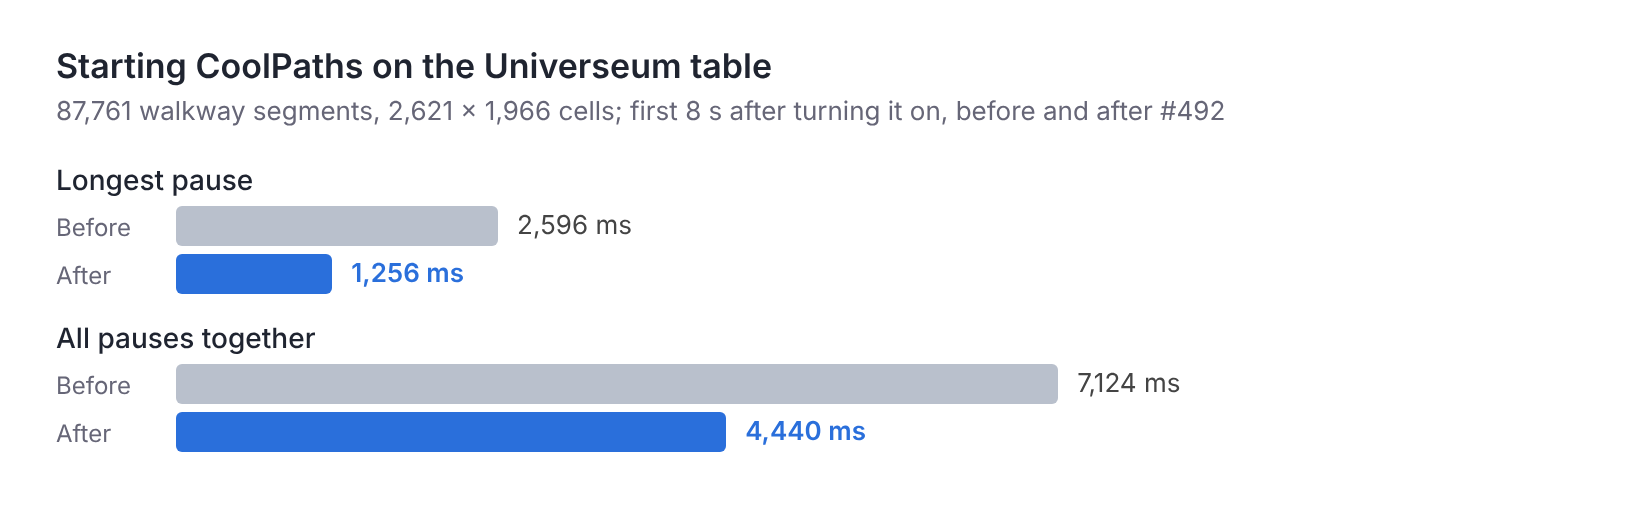 Starting CoolPaths on the Universeum table
87,761 walkway segments, 2,621 × 1,966 cells; first 8 s after turning it on, before and after #492
Longest pause
Before 2,596 ms
After 1,256 ms
All pauses together
Before 7,124 ms
After 4,440 ms